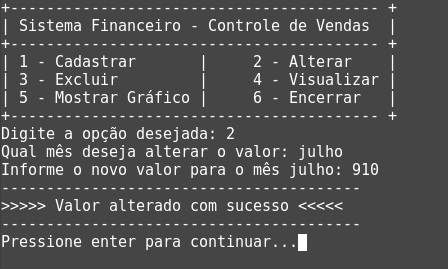 +----------------------------------------- +
| Sistema Financeiro - Controle de Vendas  |
+----------------------------------------- +
| 1 - Cadastrar       |     2 - Alterar    |
| 3 - Excluir         |     4 - Visualizar |
| 5 - Mostrar Gráfico |     6 - Encerrar   |
+----------------------------------------- +
Digite a opção desejada: 2
Qual mês deseja alterar o valor: julho
Informe o novo valor para o mês julho: 910
----------------------------------------
>>>>> Valor alterado com sucesso <<<<<
----------------------------------------
Pressione enter para continuar...